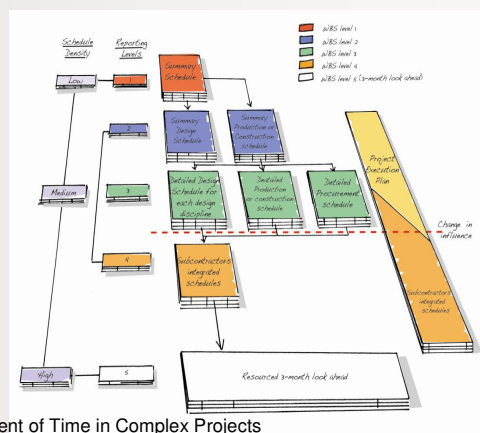 WBS level 1
WBS level 2
WBS level 3
WBS level 4
WBS level 5 (3-month look ahead)
Schedule
Density
Reporting
Levels
Low
1
2
Medium
3
4
High
5
Summary
Schedule
Summary
Design
Schedule
Summary
Production or
Construction
schedule
Detailed Design
Schedule for
each design
discipline
Detailed
Production
or construction
schedule
Detailed
Procurement
schedule
Subcontractors
integrated
schedules
Resourced 3-month look ahead
Project
Execution
Plan
Change in
influence
Subcontractors
integrated
schedules
ent of Time in Complex Projects